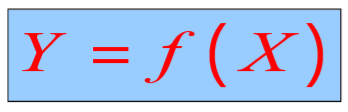 Y = f ( X )